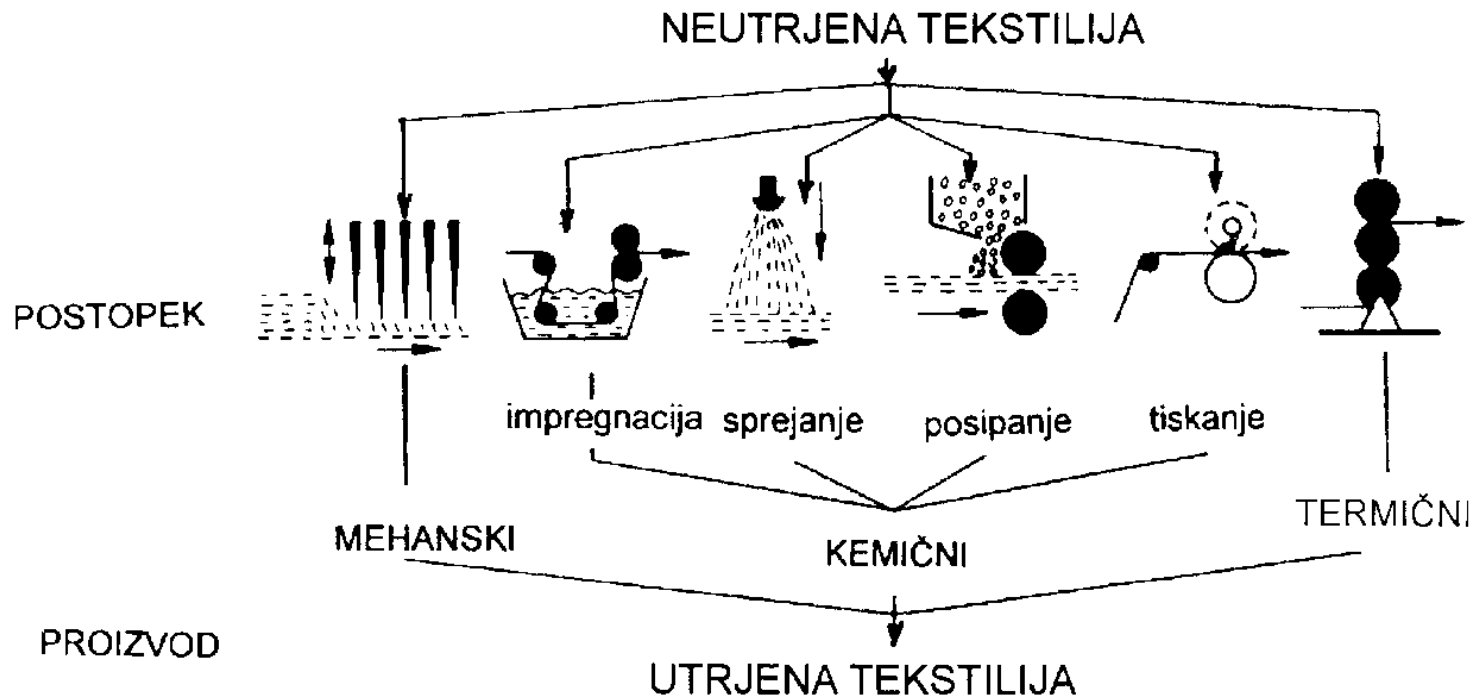 NEUTRJENA TEKSTILIJA
POSTOPEK
impregnacija sprejanje posipanje tiskanje
MEHANSKI KEMIČNI TERMIČNI
PROIZVOD
UTRJENA TEKSTILIJA